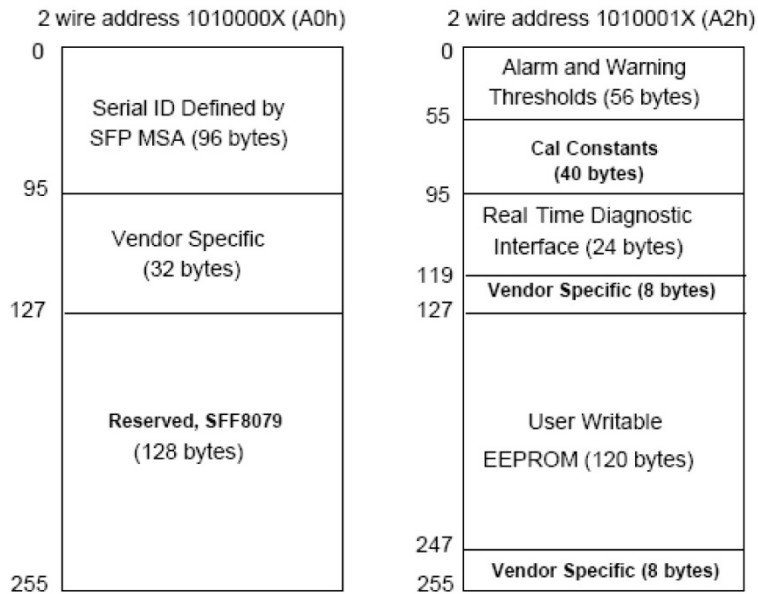 2 wire address 1010000X (A0h)
0
Serial ID Defined by
SFP MSA (96 bytes)
95
Vendor Specific
(32 bytes)
127
Reserved, SFF8079
(128 bytes)
255
2 wire address 1010001X (A2h)
0
Alarm and Warning
Thresholds (56 bytes)
55
Cal Constants
(40 bytes)
95
Real Time Diagnostic
Interface (24 bytes)
119
Vendor Specific (8 bytes)
127
User Writable
EEPROM (120 bytes)
247
Vendor Specific (8 bytes)
255